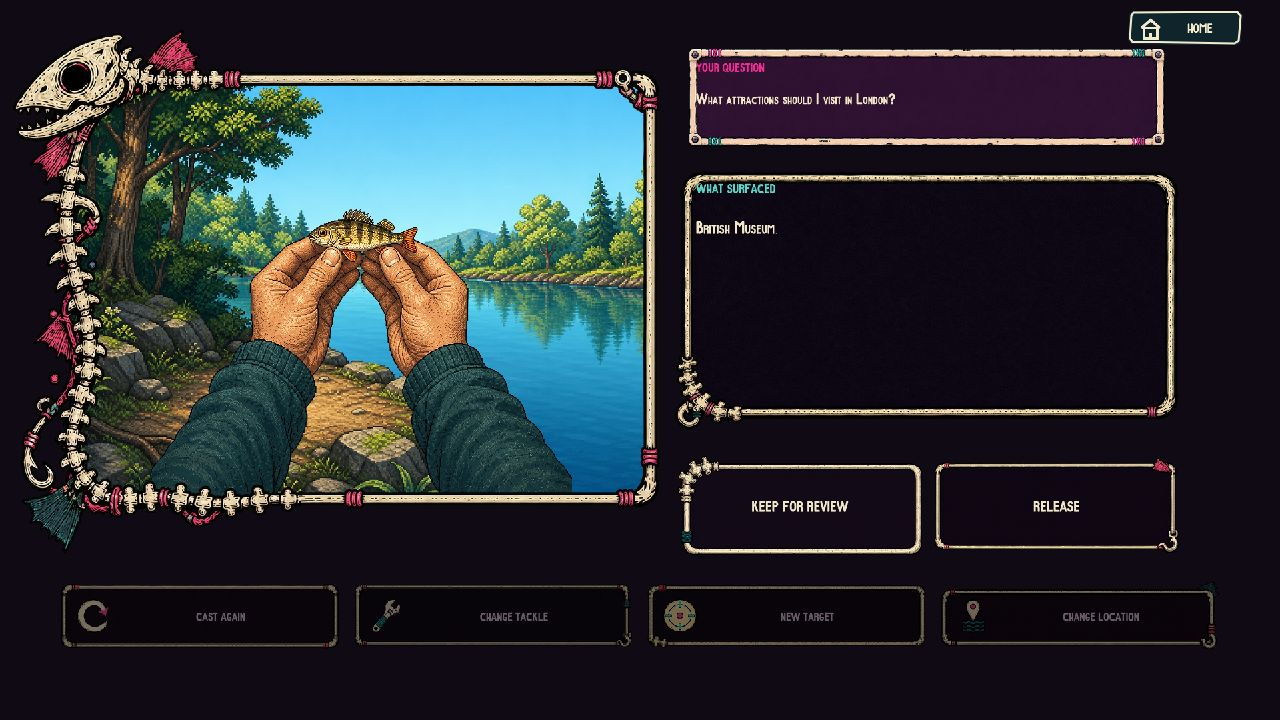 HOME
YOUR QUESTION
What attractions should I visit in London?
WHAT SURFACED
British Museum.
KEEP FOR REVIEW
RELEASE
CAST AGAIN
CHANGE TACKLE
NEW TARGET
CHANGE LOCATION